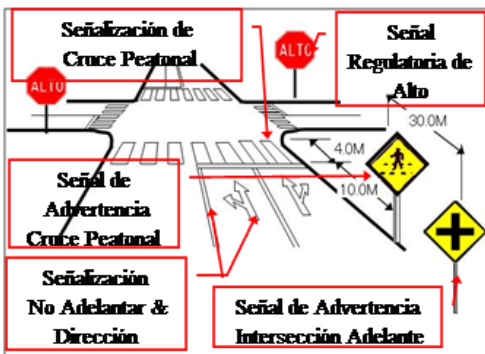 Señalización de
Cruce Peatonal
Señal
Regulatoria de
Alto
ALTO
ALTO
30.0M
4.0M
10.0M
Señal de
Advertencia
Cruce Peatonal
Señalización
No Adelantar &
Dirección
Señal de Advertencia
Intersección Adelante